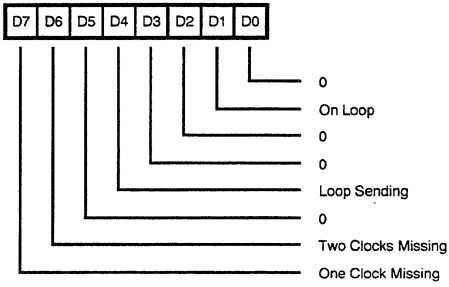 D7 D6 D5 D4 D3 D2 D1 D0
0
On Loop
0
0
Loop Sending
0
Two Clocks Missing
One Clock Missing